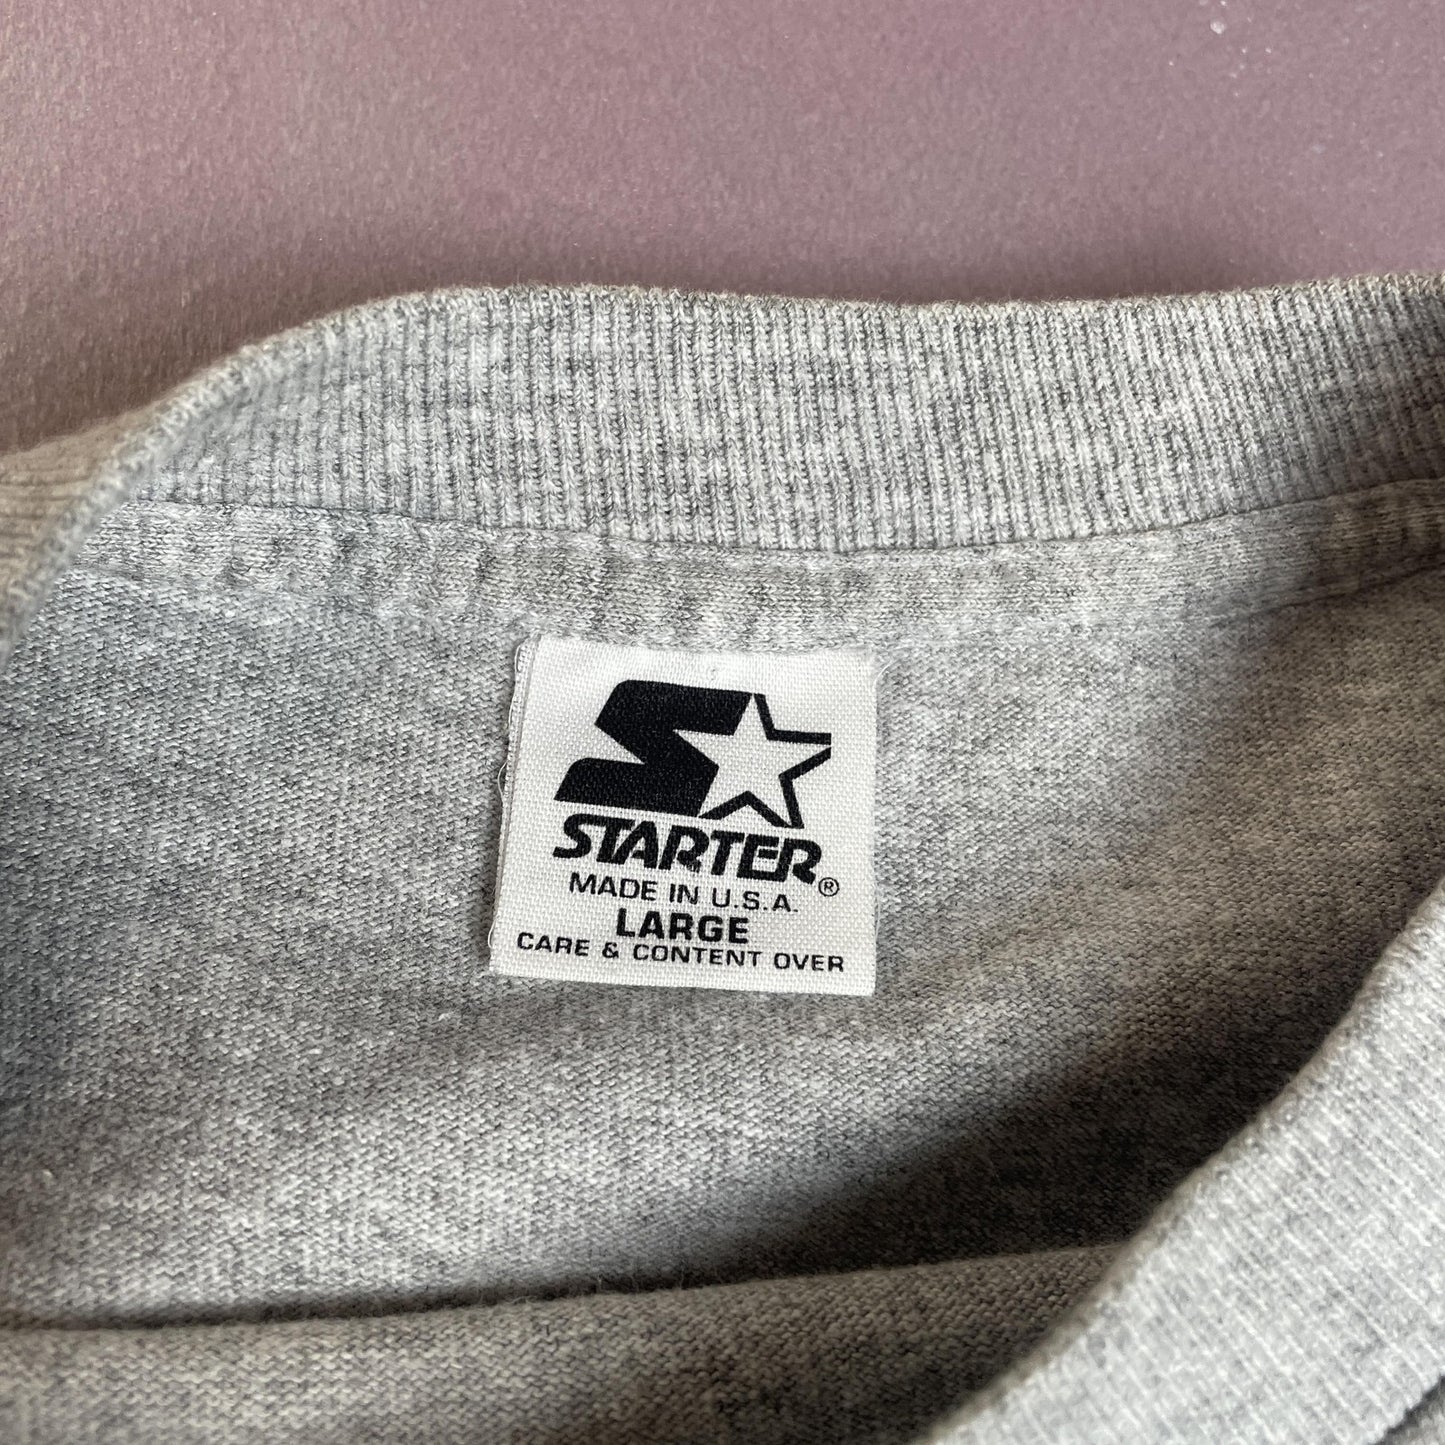 STARTER®
MADE IN U.S.A.
LARGE
CARE & CONTENT OVER